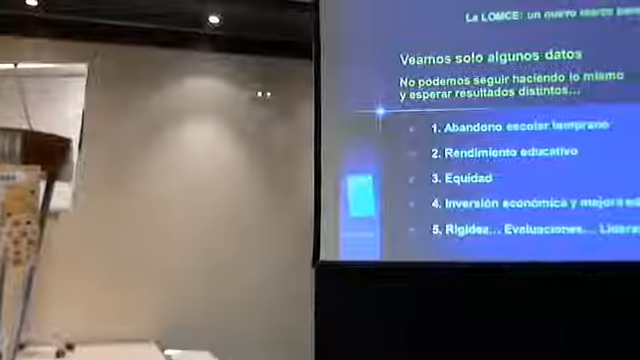 La LOMCE: un nuevo marco
Veamos solo algunos datos
No podemos seguir haciendo lo mismo
y esperar resultados distintos...
1. Abandono escolar temprano
2. Rendimiento educativo
3. Equidad
4. Inversión económica y mejora
5. Rigidez... Evaluaciones...